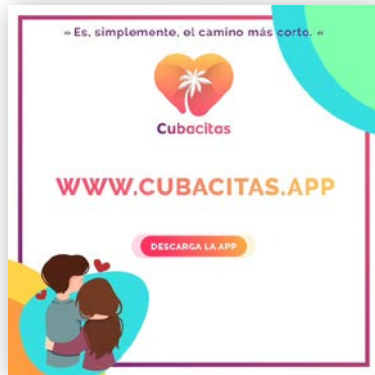 » Es, simplemente, el camino más corto. «
Cubacitas
WWW.CUBACITAS.APP
DESCARGA LA APP